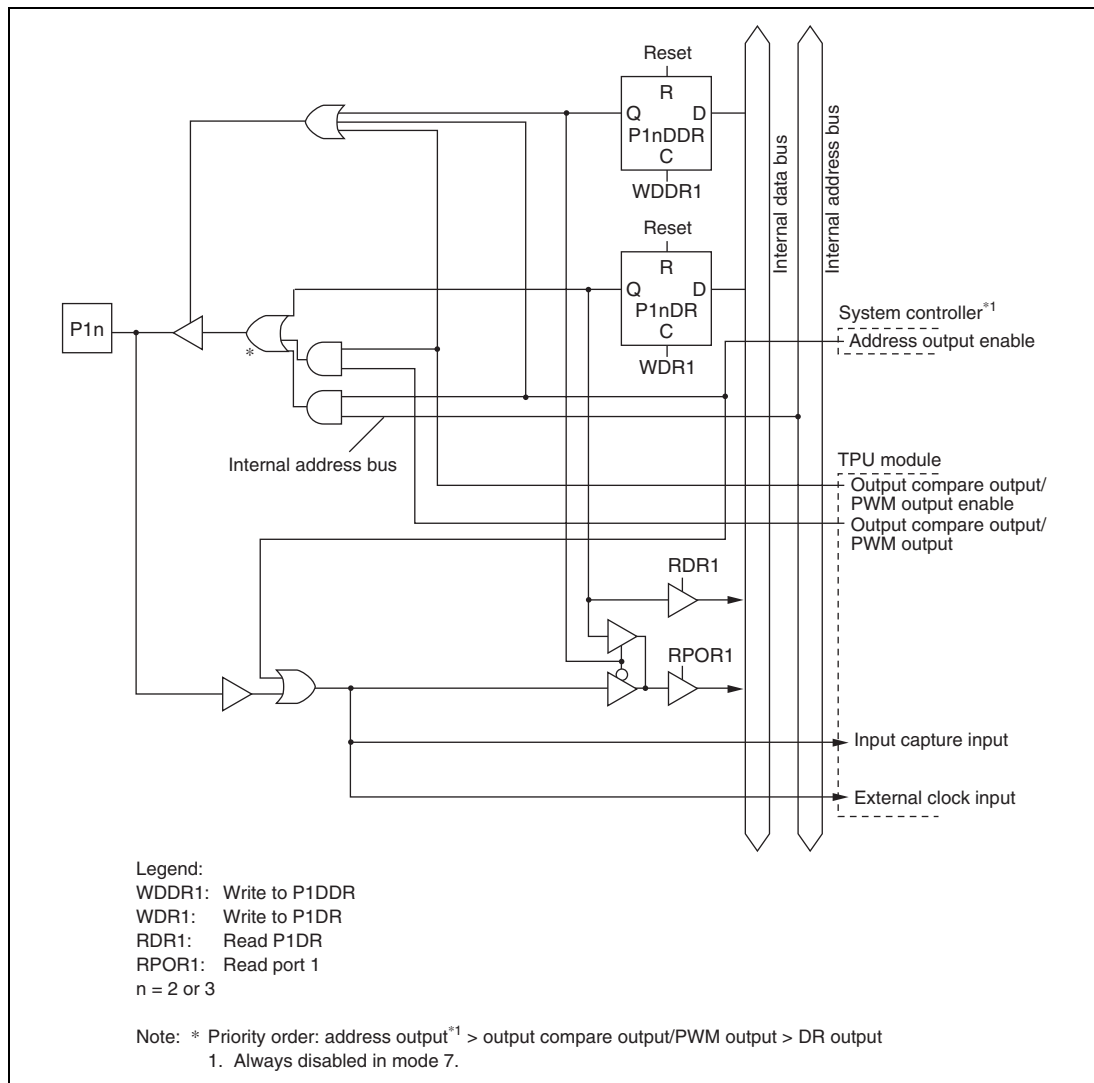 Reset
R
Q D
P1nDDR
C
WDDR1
Reset
R
Q D
P1nDR
C
WDR1
Internal data bus
Internal address bus
System controller*1
Address output enable
P1n
*
Internal address bus
TPU module
Output compare output/
PWM output enable
Output compare output/
PWM output
RDR1
RPOR1
Input capture input
External clock input
Legend:
WDDR1: Write to P1DDR
WDR1: Write to P1DR
RDR1: Read P1DR
RPOR1: Read port 1
n = 2 or 3
Note: * Priority order: address output*1 > output compare output/PWM output > DR output
1. Always disabled in mode 7.